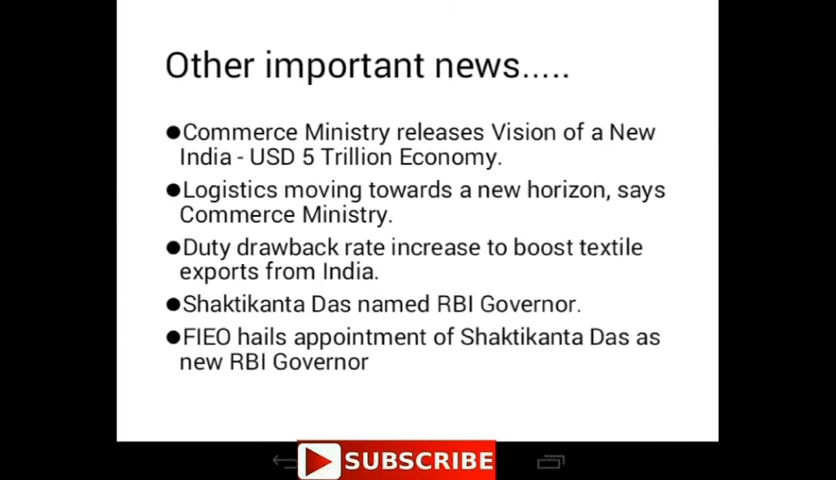 Other important news.....
●Commerce Ministry releases Vision of a New
India - USD 5 Trillion Economy.
●Logistics moving towards a new horizon, says
Commerce Ministry.
●Duty drawback rate increase to boost textile
exports from India.
●Shaktikanta Das named RBI Governor.
●FIEO hails appointment of Shaktikanta Das as
new RBI Governor
SUBSCRIBE